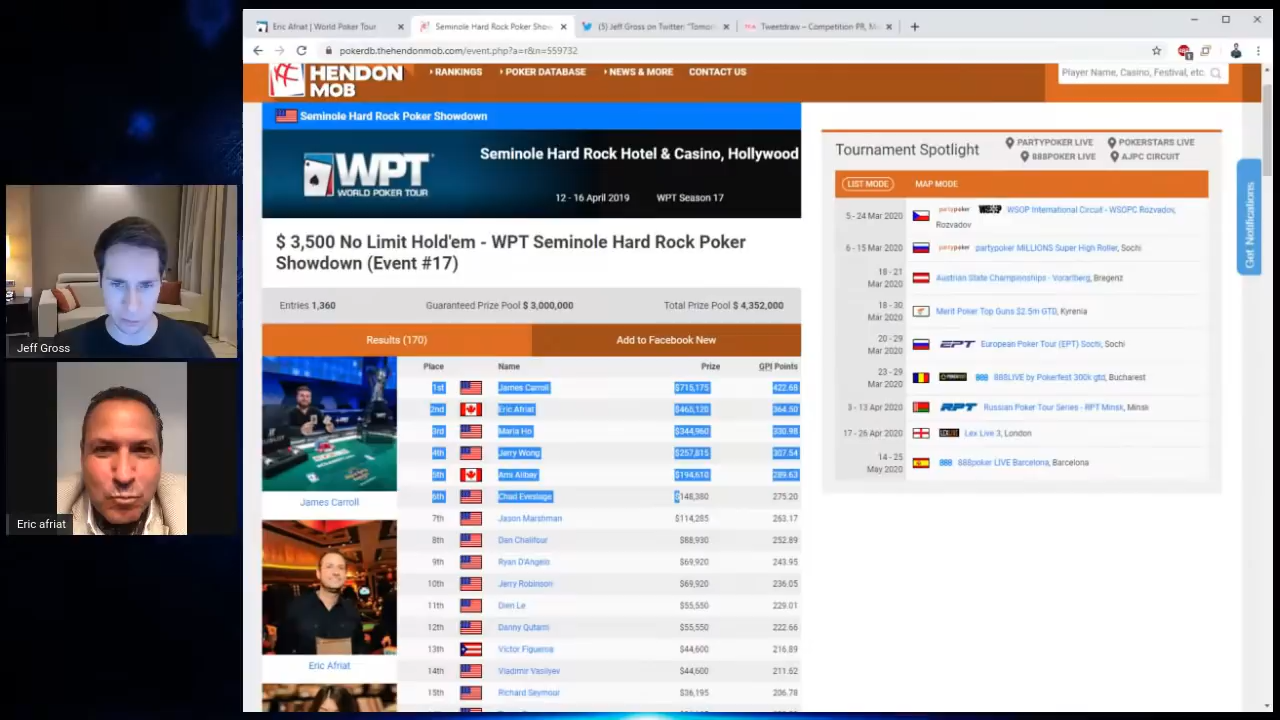 Eric Afriat | World Poker Tour
Seminole Hard Rock Poker Show
(5) Jeff Gross on Twitter: "Tomor
Tweetdraw – Competition PR, M
pokerdb.thehendonmob.com/event.php?a=r&n=559732
HENDON MOB
RANKINGS
POKER DATABASE
NEWS & MORE
CONTACT US
Player Name, Casino, Festival, etc.
Seminole Hard Rock Poker Showdown
WPT
WORLD POKER TOUR
Seminole Hard Rock Hotel & Casino, Hollywood
12 - 16 April 2019 WPT Season 17
$ 3,500 No Limit Hold'em - WPT Seminole Hard Rock Poker
Showdown (Event #17)
Entries 1,360 Guaranteed Prize Pool $ 3,000,000 Total Prize Pool $ 4,352,000
Results (170) Add to Facebook New
Place Name Prize GPI Points
1st James Carroll $715,175 422.68
2nd Eric Afriat $465,120 364.50
3rd Maria Ho $344,960 330.98
4th Jerry Wong $257,815 307.54
5th Ami Alibay $194,610 289.63
6th Chad Eveslage $148,380 275.20
7th Jason Marshman $114,285 263.17
8th Dan Chalifour $88,930 252.89
9th Ryan D'Angelo $69,920 243.95
10th Jerry Robinson $69,920 236.05
11th Dien Le $55,550 229.01
12th Danny Qutami $55,550 222.66
13th Victor Figueroa $44,600 216.89
14th Vladimir Vasilyev $44,600 211.62
15th Richard Seymour $36,195 206.78
James Carroll
Eric Afriat
Tournament Spotlight
PARTYPOKER LIVE
POKERSTARS LIVE
888POKER LIVE
AJPC CIRCUIT
LIST MODE
MAP MODE
5 - 24 Mar 2020 partypoker WSOP WSOP International Circuit - WSOPC Rozvadov,
Rozvadov
6 - 15 Mar 2020 partypoker partypoker MILLIONS Super High Roller, Sochi
18 - 21
Mar 2020 Austrian State Championships - Vorarlberg, Bregenz
18 - 30
Mar 2020 Merit Poker Top Guns $2.5m GTD, Kyrenia
20 - 29
Mar 2020 EPT European Poker Tour (EPT) Sochi, Sochi
23 - 29
Mar 2020 888 888LIVE by Pokerfest 300k gtd, Bucharest
3 - 13 Apr 2020 RPT Russian Poker Tour Series - RPT Minsk, Minsk
17 - 26 Apr 2020 Lex Live 3, London
14 - 25
May 2020 888 888poker LIVE Barcelona, Barcelona
Get Notifications
Jeff Gross
Eric afriat